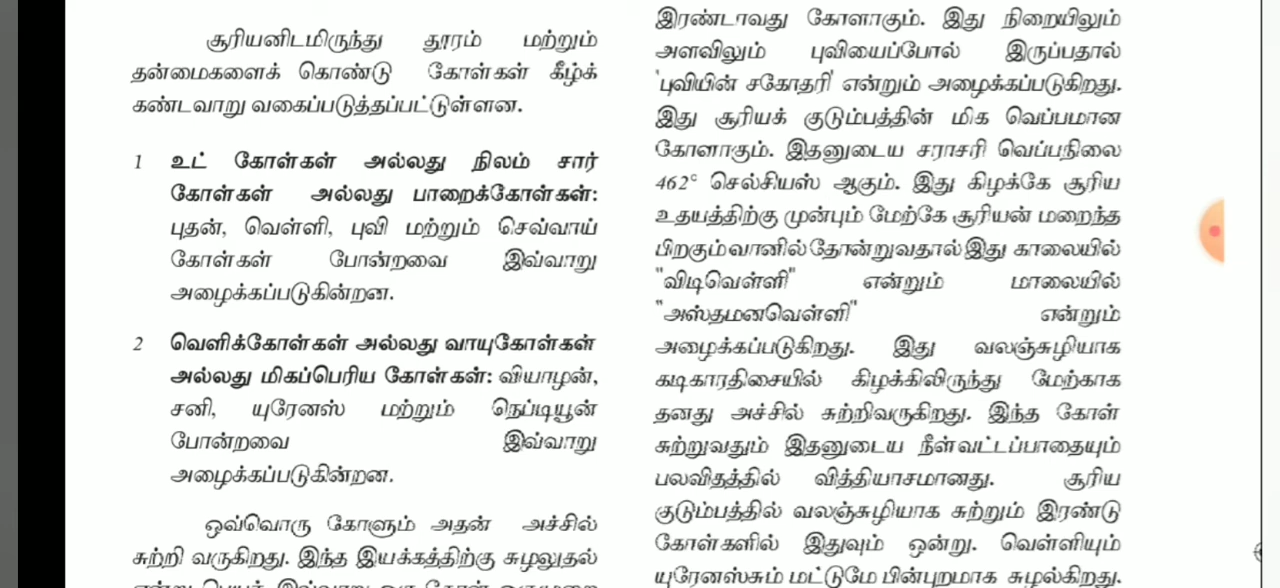 சூரியனிடமிருந்து தூரம் மற்றும்
தன்மைகளைக் கொண்டு கோள்கள் கீழ்க்
கண்டவாறு வகைப்படுத்தப்பட்டுள்ளன.
1 உட் கோள்கள் அல்லது நிலம் சார்
கோள்கள் அல்லது பாறைக்கோள்கள்:
புதன், வெள்ளி, புவி மற்றும் செவ்வாய்
கோள்கள் போன்றவை இவ்வாறு
அழைக்கப்படுகின்றன.
2 வெளிக்கோள்கள் அல்லது வாயுகோள்கள்
அல்லது மிகப்பெரிய கோள்கள்: வியாழன்,
சனி, யுரேனஸ் மற்றும் நெப்டியூன்
போன்றவை இவ்வாறு
அழைக்கப்படுகின்றன.
ஒவ்வொரு கோளும் அதன் அச்சில்
சுற்றி வருகிறது. இந்த இயக்கத்திற்கு சுழலுதல்
இரண்டாவது கோளாகும். இது நிறையிலும்
அளவிலும் புவியைப்போல் இருப்பதால்
'புவியின் சகோதரி' என்றும் அழைக்கப்படுகிறது.
இது சூரியக் குடும்பத்தின் மிக வெப்பமான
கோளாகும். இதனுடைய சராசரி வெப்பநிலை
462° செல்சியஸ் ஆகும். இது கிழக்கே சூரிய
உதயத்திற்கு முன்பும் மேற்கே சூரியன் மறைந்த
பிறகும் வானில் தோன்றுவதால் இது காலையில்
"விடிவெள்ளி" என்றும் மாலையில்
"அஸ்தமனவெள்ளி" என்றும்
அழைக்கப்படுகிறது. இது வலஞ்சுழியாக
கடிகாரதிசையில் கிழக்கிலிருந்து மேற்காக
தனது அச்சில் சுற்றிவருகிறது. இந்த கோள்
சுற்றுவதும் இதனுடைய நீள்வட்டப்பாதையும்
பலவிதத்தில் வித்தியாசமானது. சூரிய
குடும்பத்தில் வலஞ்சுழியாக சுற்றும் இரண்டு
கோள்களில் இதுவும் ஒன்று. வெள்ளியும்
யுரேனஸ்சும் மட்டுமே பின்புறமாக சுழல்கிறது.